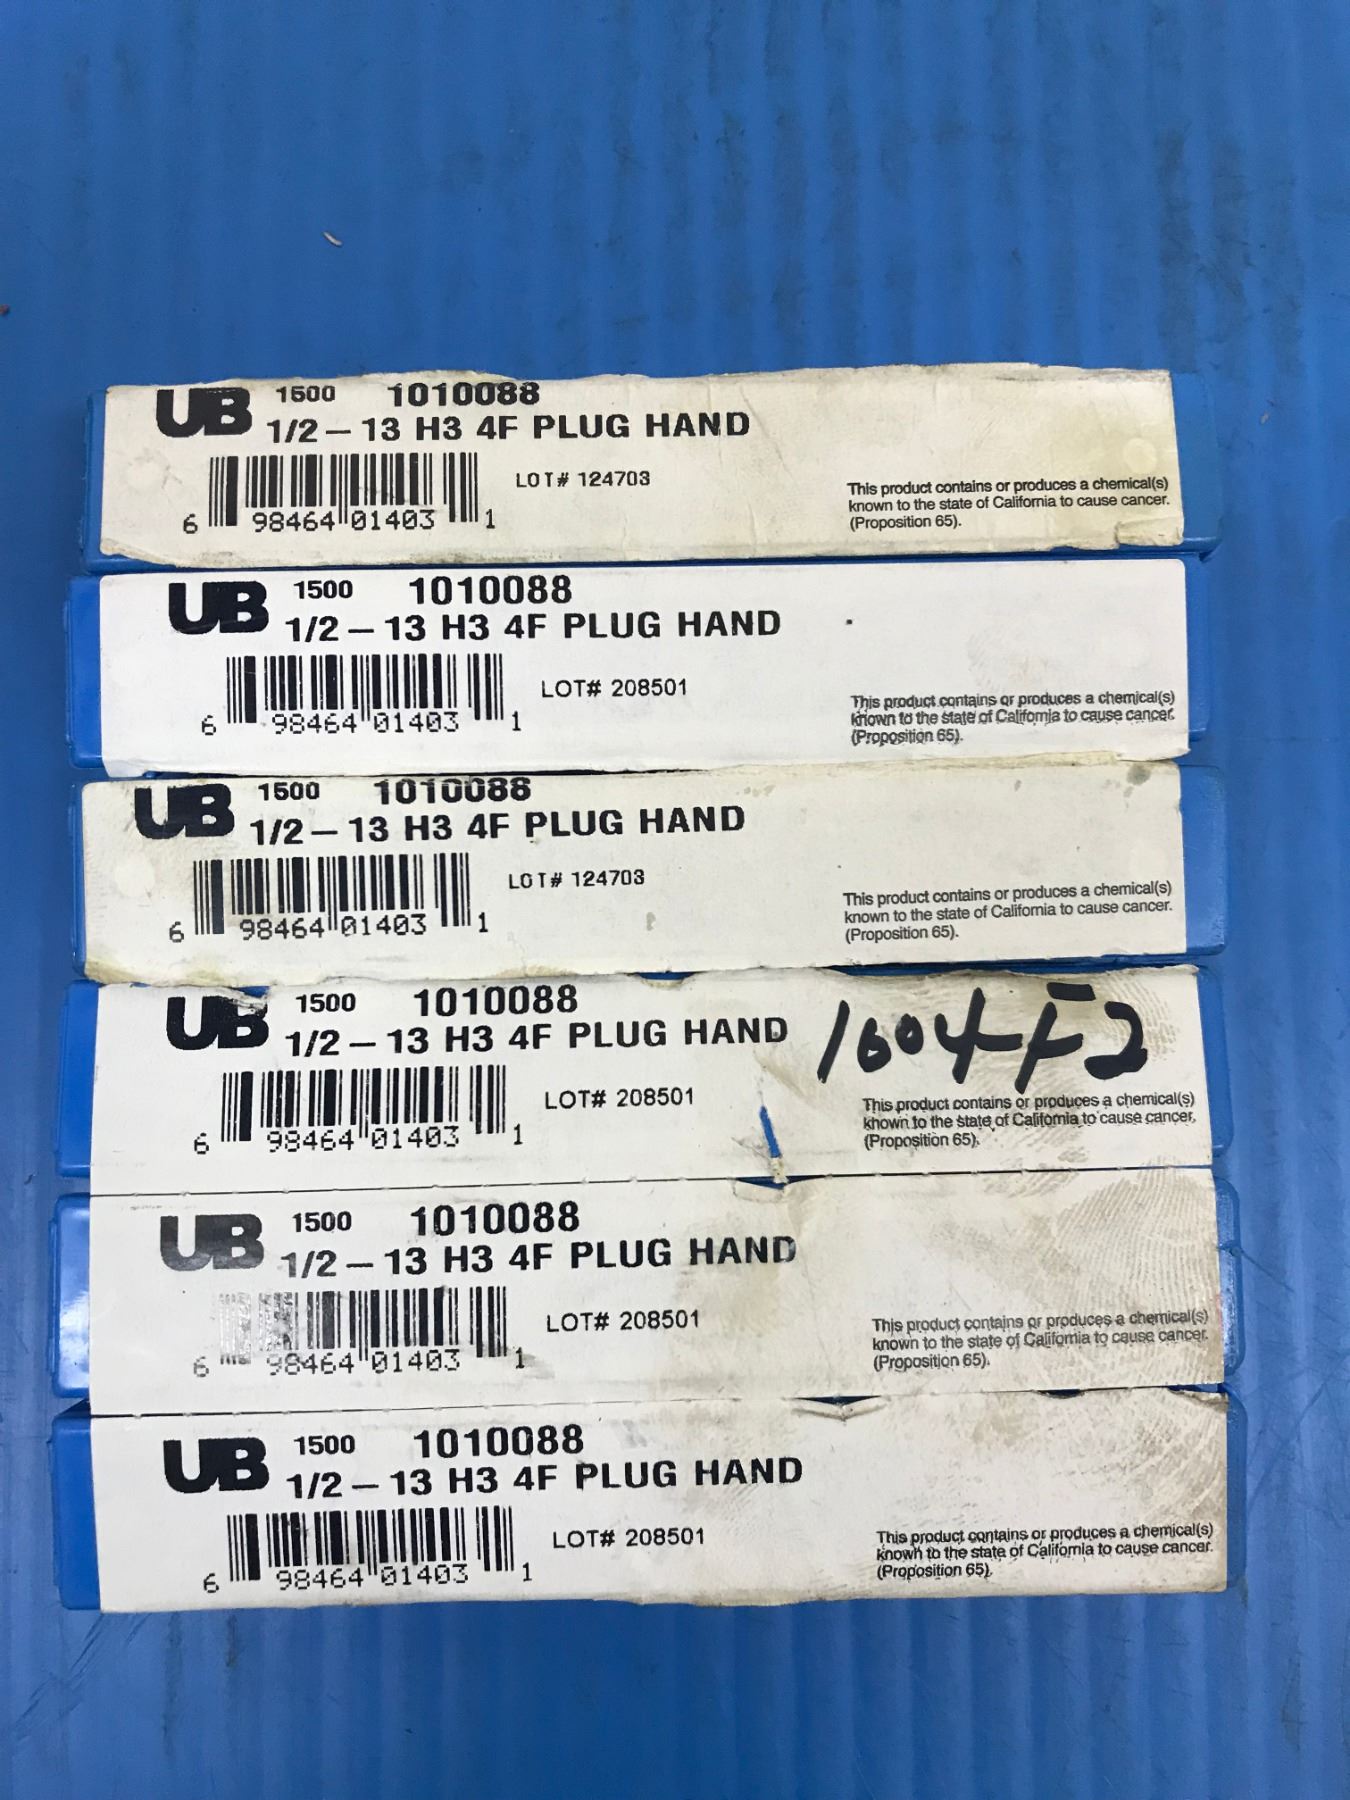 UB 1500 1010088
1/2 – 13 H3 4F PLUG HAND
LOT# 124703
6 98464 01403 1
This product contains or produces a chemical(s)
known to the state of California to cause cancer.
(Proposition 65).
UB 1500 1010088
1/2 – 13 H3 4F PLUG HAND
LOT# 208501
6 98464 01403 1
This product contains or produces a chemical(s)
known to the state of California to cause cancer.
(Proposition 65).
UB 1500 1010088
1/2 – 13 H3 4F PLUG HAND
LOT# 124703
6 98464 01403 1
This product contains or produces a chemical(s)
known to the state of California to cause cancer.
(Proposition 65).
UB 1500 1010088
1/2 – 13 H3 4F PLUG HAND
LOT# 208501
6 98464 01403 1
This product contains or produces a chemical(s)
known to the state of California to cause cancer.
(Proposition 65).
UB 1500 1010088
1/2 – 13 H3 4F PLUG HAND
LOT# 208501
6 98464 01403 1
This product contains or produces a chemical(s)
known to the state of California to cause cancer.
(Proposition 65).
UB 1500 1010088
1/2 – 13 H3 4F PLUG HAND
LOT# 208501
6 98464 01403 1
This product contains or produces a chemical(s)
known to the state of California to cause cancer.
(Proposition 65).